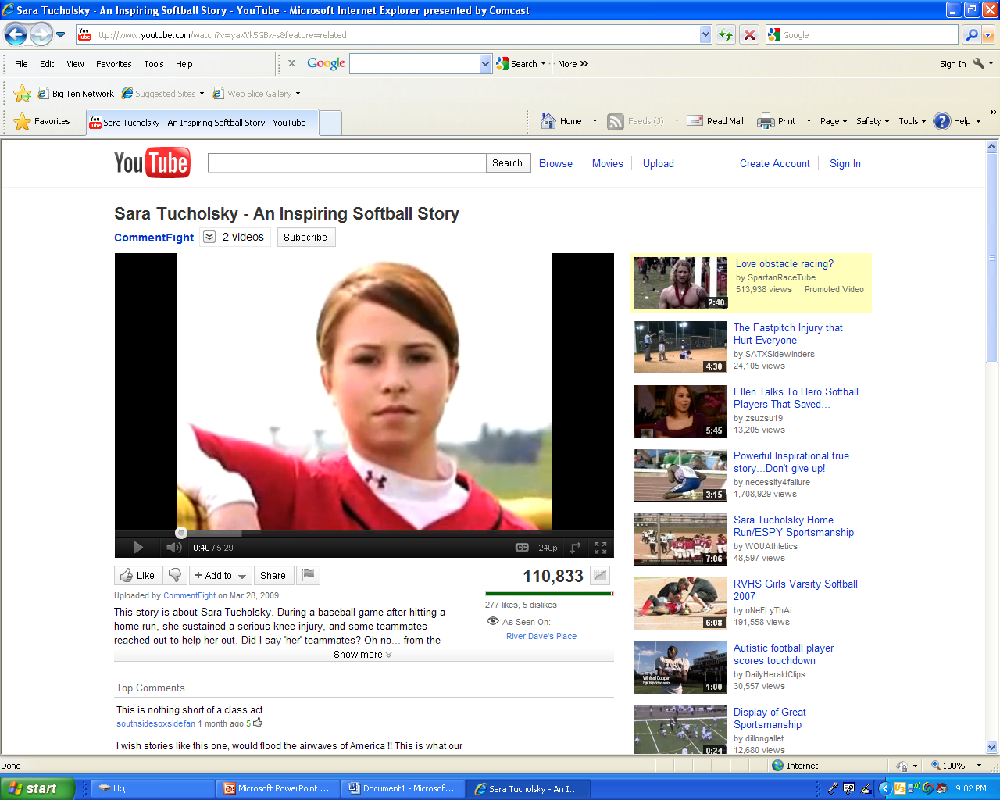 Sara Tucholsky - An Inspiring Softball Story - YouTube - Microsoft Internet Explorer presented by Comcast
http://www.youtube.com/watch?v=yaXVk5GBx-s&feature=related
Google
File Edit View Favorites Tools Help
Google Search More
Sign In
Big Ten Network Suggested Sites Web Slice Gallery
Favorites
Sara Tucholsky - An Inspiring Softball Story - YouTube
Home Feeds (J) Read Mail Print Page Safety Tools Help
You Tube
Search Browse Movies Upload Create Account Sign In
Sara Tucholsky - An Inspiring Softball Story
CommentFight 2 videos Subscribe
0:40 / 5:29 CC 240p
Like Add to Share
110,833
Uploaded by CommentFight on Mar 28, 2009
277 likes, 5 dislikes
As Seen On:
River Dave's Place
This story is about Sara Tucholsky. During a baseball game after hitting a
home run, she sustained a serious knee injury, and some teammates
reached out to help her out. Did I say 'her' teammates? Oh no... from the
Show more
Top Comments
This is nothing short of a class act.
southsidesoxsidefan 1 month ago 5
I wish stories like this one, would flood the airwaves of America !! This is what our
2:40
Love obstacle racing?
by SpartanRaceTube
513,938 views Promoted Video
4:30
The Fastpitch Injury that
Hurt Everyone
by SATXSidewinders
24,105 views
5:45
Ellen Talks To Hero Softball
Players That Saved...
by zsuzsu19
13,205 views
3:15
Powerful Inspirational true
story...Don't give up!
by necessity4failure
1,708,929 views
7:06
Sara Tucholsky Home
Run/ESPY Sportsmanship
by WOUAthletics
48,597 views
6:08
RVHS Girls Varsity Softball
2007
by oNeFLyThAi
191,558 views
Winfred Cooper
1:00
Autistic football player
scores touchdown
by DailyHeraldClips
30,557 views
0:24
Display of Great
Sportsmanship
by dillongallet
12,680 views
Done Internet 100%
start H:\ Microsoft PowerPoint ... Document1 - Microsof... Sara Tucholsky - An I... 9:02 PM